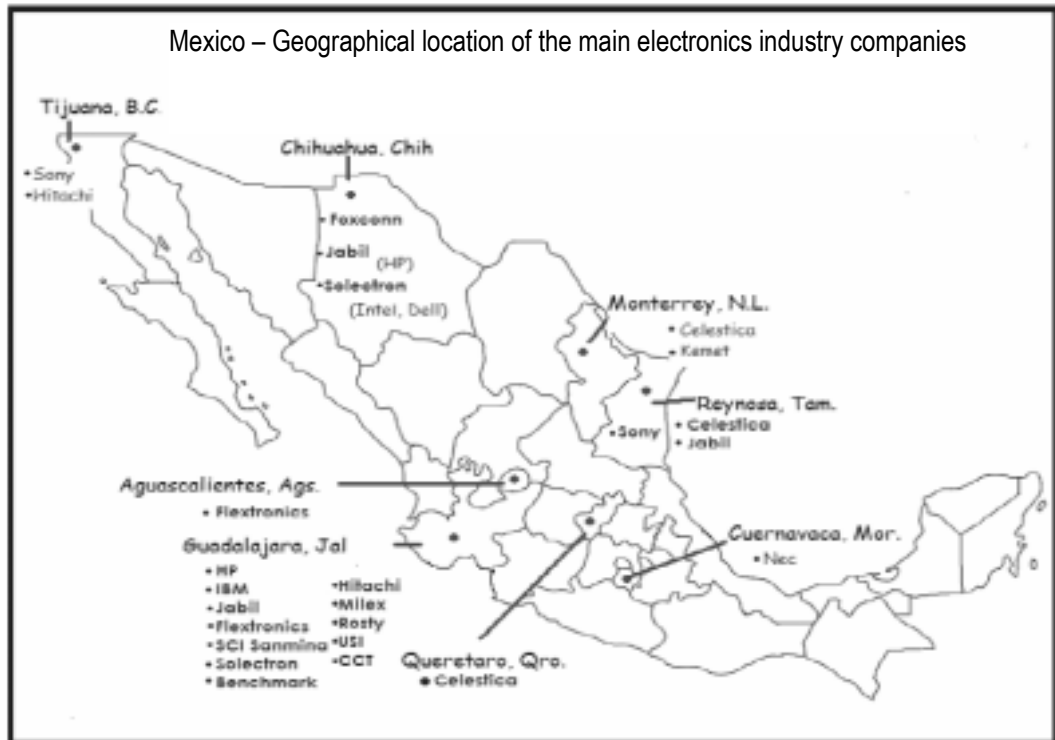 Mexico – Geographical location of the main electronics industry companies
Tijuana, B.C.
•Sony
•Hitachi
Chihuahua, Chih
•Foxconn
•Jabil (HP)
•Solectron
(Intel, Dell)
Monterrey, N.L.
•Celestica
•Kemet
Reynosa, Tam.
•Sony
•Celestica
•Jabil
Aguascalientes, Ags.
•Flextronics
Guadalajara, Jal
•HP
•IBM
•Jabil
•Flextronics
•SCI Sanmina
•Solectron
•Benchmark
•Hitachi
•Milex
•Rosty
•USI
•CCT
Cuernavaca, Mor.
•Nec
Queretaro, Qro.
•Celestica